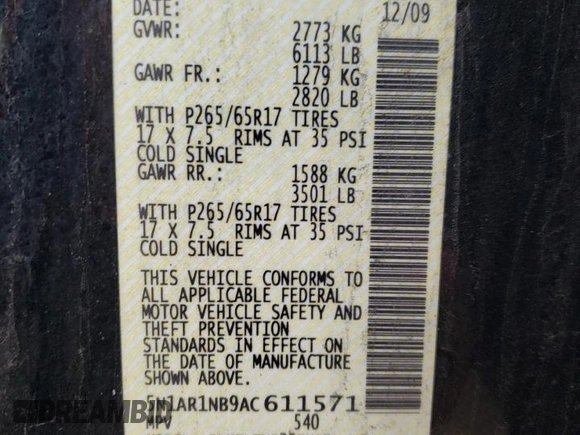 DATE: 12/09
GVWR: 2773 KG
6113 LB
GAWR FR.: 1279 KG
2820 LB
WITH P265/65R17 TIRES
17 X 7.5 RIMS AT 35 PSI
COLD SINGLE
GAWR RR.: 1588 KG
3501 LB
WITH P265/65R17 TIRES
17 X 7.5 RIMS AT 35 PSI
COLD SINGLE
THIS VEHICLE CONFORMS TO
ALL APPLICABLE FEDERAL
MOTOR VEHICLE SAFETY AND
THEFT PREVENTION
STANDARDS IN EFFECT ON
THE DATE OF MANUFACTURE
SHOWN ABOVE.
5N1AR1NB9AC611571
MPV 540
DREAMBID